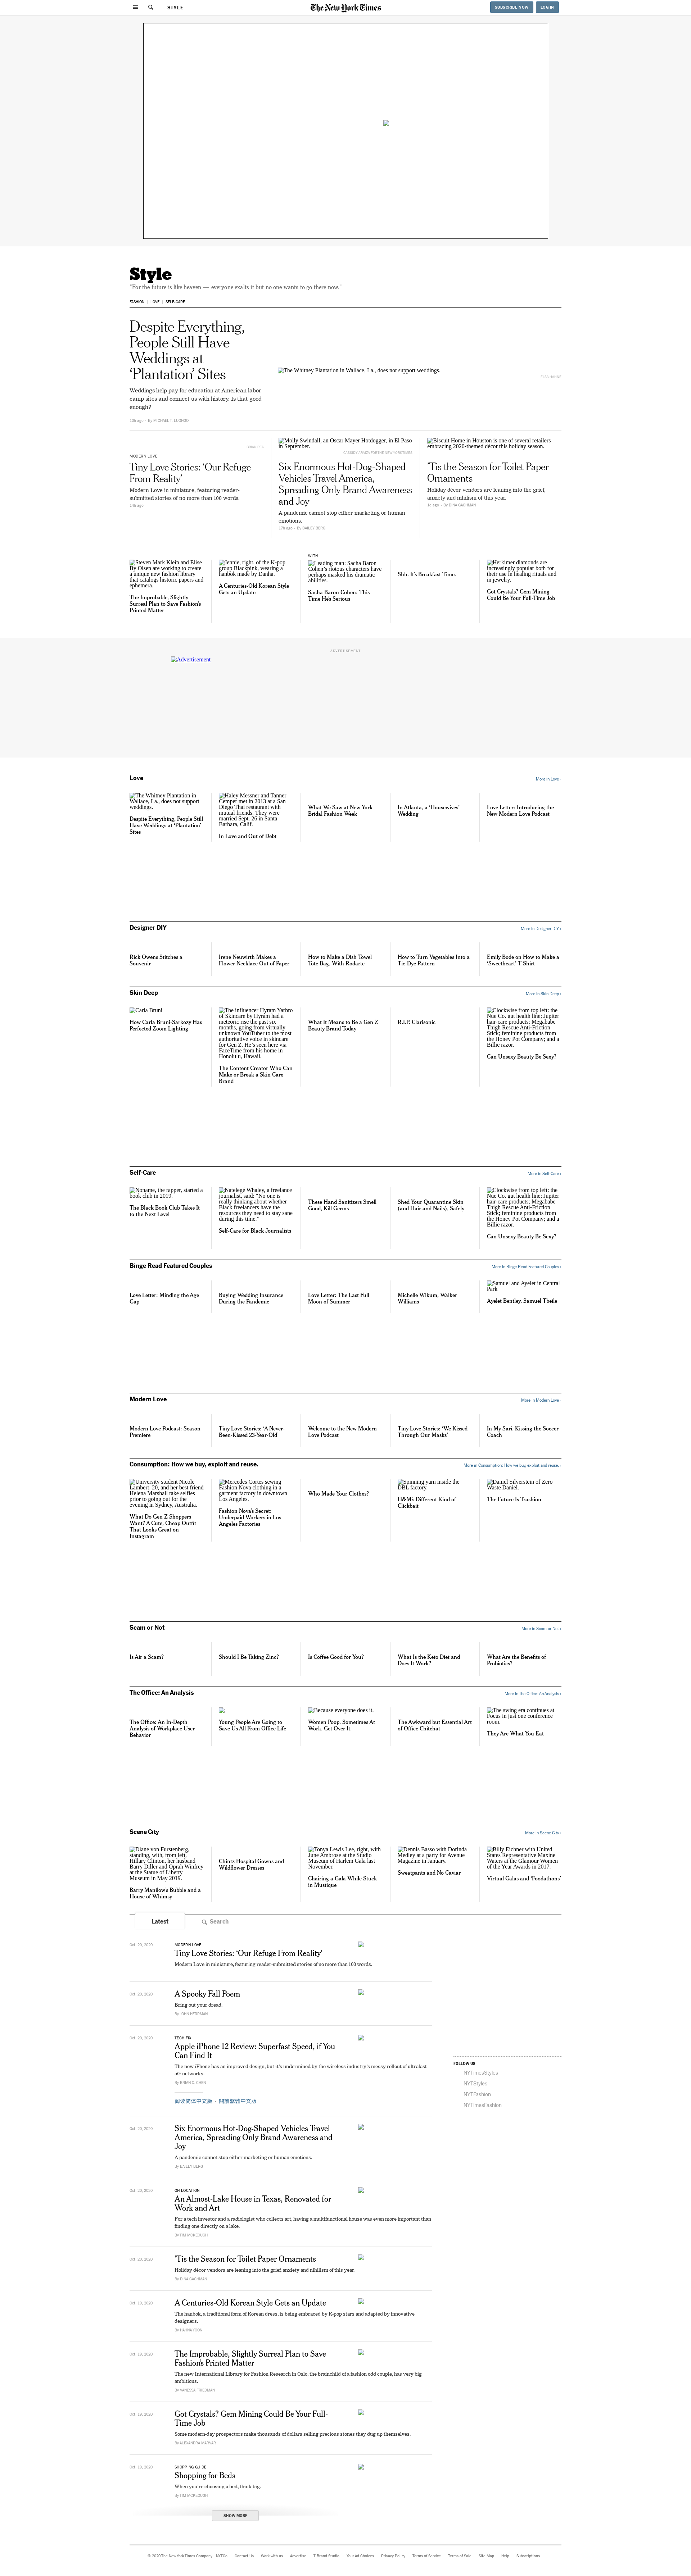 STYLE
The New York Times
SUBSCRIBE NOW
LOG IN
Style
"For the future is like heaven — everyone exalts it but no one wants to go there now."
FASHION
LOVE
SELF-CARE
Despite Everything,
People Still Have
Weddings at
‘Plantation’ Sites
Weddings help pay for education at American labor
camp sites and connect us with history. Is that good
enough?
The Whitney Plantation in Wallace, La., does not support weddings.
MODERN LOVE
Tiny Love Stories: ‘Our Refuge
From Reality’
Modern Love in miniature, featuring reader-
submitted stories of no more than 100 words.
Molly Swindall, an Oscar Mayer Hotdogger, in El Paso
in September.
Six Enormous Hot-Dog-Shaped
Vehicles Travel America,
Spreading Only Brand Awareness
and Joy
A pandemic cannot stop either marketing or human
emotions.
17h ago · By BAILEY BERG
Biscuit Home in Houston is one of several retailers
embracing 2020-themed décor this holiday season.
’Tis the Season for Toilet Paper
Ornaments
Holiday décor vendors are leaning into the grief,
anxiety and nihilism of this year.
1d ago · By ZINA GACHMAN
Steven Mark Klein and Elise
By Olsen are working to create
a unique new fashion library
that catalogs historic papers and
ephemera.
The Improbable, Slightly
Surreal Plan to Save Fashion’s
Printed Matter
Jennie, right, of the K-pop
group Blackpink, wearing a
hanbok made by Danha.
A Centuries-Old Korean Style
Gets an Update
WITH ...
Leading man: Sacha Baron
Cohen’s riotous characters have
perhaps masked his dramatic
abilities.
Sacha Baron Cohen: This
Time He’s Serious
Shh. It’s Breakfast Time.
Herkimer diamonds are
increasingly popular both for
their use in healing rituals and
in jewelry.
Got Crystals? Gem Mining
Could Be Your Full-Time Job
ADVERTISEMENT
Advertisement
Love
More in Love ›
The Whitney Plantation in
Wallace, La., does not support
weddings.
Despite Everything, People Still
Have Weddings at ‘Plantation’
Sites
Haley Messner and Tanner
Cemper met in 2013 at a San
Diego Thai restaurant with
mutual friends. They were
married Sept. 26 in Santa
Barbara, Calif.
In Love and Out of Debt
What We Saw at New York
Bridal Fashion Week
In Atlanta, a ‘Housewives’
Wedding
Love Letter: Introducing the
New Modern Love Podcast
Designer DIY
More in Designer DIY ›
Rick Owens Stitches a
Souvenir
Irene Neuwirth Makes a
Flower Necklace Out of Paper
How to Make a Dish Towel
Tote Bag, With Rodarte
How to Turn Vegetables Into a
Tie-Dye Pattern
Emily Bode on How to Make a
‘Sweetheart’ T-Shirt
Skin Deep
More in Skin Deep ›
Carla Bruni
How Carla Bruni-Sarkozy Has
Perfected Zoom Lighting
The influencer Hyram Yarbro
of Skincare by Hyram had a
meteoric rise the past six
months, going from virtually
unknown YouTuber to the most
authoritative voice in skincare
for Gen Z. He’s seen here via
FaceTime from his home in
Honolulu, Hawaii.
The Content Creator Who Can
Make or Break a Skin Care
Brand
What It Means to Be a Gen Z
Beauty Brand Today
R.I.P. Clarisonic
Clockwise from top left: the
Nue Co. gut health line; Jupiter
hair-care products; Megababe
Thigh Rescue Anti-Friction
Stick; feminine products from
the Honey Pot Company; and a
Billie razor.
Can Unsexy Beauty Be Sexy?
Self-Care
More in Self-Care ›
Noname, the rapper, started a
book club in 2019.
The Black Book Club Takes It
to the Next Level
Natelegé Whaley, a freelance
journalist, said: “No one is
really thinking about whether
Black freelancers have the
resources they need to stay sane
during this time.”
Self-Care for Black Journalists
These Hand Sanitizers Smell
Good, Kill Germs
Shed Your Quarantine Skin
(and Hair and Nails), Safely
Clockwise from top left: the
Nue Co. gut health line; Jupiter
hair-care products; Megababe
Thigh Rescue Anti-Friction
Stick; feminine products from
the Honey Pot Company; and a
Billie razor.
Can Unsexy Beauty Be Sexy?
Binge Read Featured Couples
More in Binge Read Featured Couples ›
Love Letter: Minding the Age
Gap
Buying Wedding Insurance
During the Pandemic
Love Letter: The Last Full
Moon of Summer
Michelle Wikum, Walker
Williams
Samuel and Ayelet in Central
Park
Ayelet Bentley, Samuel Theile
Modern Love
More in Modern Love ›
Modern Love Podcast: Season
Premiere
Tiny Love Stories: ‘A Never-
Been-Kissed 23-Year-Old’
Welcome to the New Modern
Love Podcast
Tiny Love Stories: ‘We Kissed
Through Our Masks’
In My Sari, Kissing the Soccer
Coach
Consumption: How we buy, exploit and reuse.
More in Consumption: How we buy, exploit and reuse. ›
University student Nicole
Lambert, 20, and her best friend
Helena Marshall take selfies
prior to going out for the
evening in Sydney, Australia.
What Do Gen Z Shoppers
Want? A Cute, Cheap Outfit
That Looks Great on
Instagram
Mercedes Cortes sewing
Fashion Nova clothing in a
garment factory in downtown
Los Angeles.
Fashion Nova’s Secret:
Underpaid Workers in Los
Angeles Factories
Who Made Your Clothes?
Spinning yarn inside the
DBL factory.
H&M’s Different Kind of
Clickbait
Daniel Silverstein of Zero
Waste Daniel.
The Future Is Trashion
Scam or Not
More in Scam or Not ›
Is Air a Scam?
Should I Be Taking Zinc?
Is Coffee Good for You?
What Is the Keto Diet and
Does It Work?
What Are the Benefits of
Probiotics?
The Office: An Analysis
More in The Office: An Analysis ›
The Office: An In-Depth
Analysis of Workplace User
Behavior
Young People Are Going to
Save Us All From Office Life
Because everyone does it.
Women Poop. Sometimes At
Work. Get Over It.
The Awkward but Essential Art
of Office Chitchat
The swing era continues at
Focus in just one conference
room.
They Are What You Eat
Scene City
More in Scene City ›
Diane von Furstenberg,
standing, with, from left,
Hillary Clinton, her husband
Barry Diller and Oprah Winfrey
at the Statue of Liberty
Museum in May 2019.
Barry Manilow’s Bubble and a
House of Whimsy
Chintz Hospital Gowns and
Wildflower Dresses
Tonya Lewis Lee, right, with
June Ambrose at the Studio
Museum of Harlem Gala last
November.
Chairing a Gala While Stuck
in Mustique
Dennis Basso with Dorinda
Medley at a party for Avenue
Magazine in January.
Sweatpants and No Caviar
Billy Eichner with United
States Representative Maxine
Waters at the Glamour Women
of the Year Awards in 2017.
Virtual Galas and ‘Foodathons’
Latest
Search
Oct. 20, 2020
MODERN LOVE
Tiny Love Stories: ‘Our Refuge From Reality’
Modern Love in miniature, featuring reader-submitted stories of no more than 100 words.
Oct. 20, 2020
A Spooky Fall Poem
Bring out your dread.
By JOHN HERRMAN
Oct. 20, 2020
TECH FIX
Apple iPhone 12 Review: Superfast Speed, if You
Can Find It
The new iPhone has an improved design, but it’s undermined by the wireless industry’s messy rollout of ultrafast
5G networks.
By BRIAN X. CHEN
阅读简体中文版 · 閱讀繁體中文版
Oct. 20, 2020
Six Enormous Hot-Dog-Shaped Vehicles Travel
America, Spreading Only Brand Awareness and
Joy
A pandemic cannot stop either marketing or human emotions.
By BAILEY BERG
Oct. 20, 2020
ON LOCATION
An Almost-Lake House in Texas, Renovated for
Work and Art
For a tech investor and a radiologist who collects art, having a multifunctional house was even more important than
finding one directly on a lake.
By TIM MCKEOUGH
Oct. 20, 2020
’Tis the Season for Toilet Paper Ornaments
Holiday décor vendors are leaning into the grief, anxiety and nihilism of this year.
By ZINA GACHMAN
Oct. 19, 2020
A Centuries-Old Korean Style Gets an Update
The hanbok, a traditional form of Korean dress, is being embraced by K-pop stars and adapted by innovative
designers.
Oct. 19, 2020
The Improbable, Slightly Surreal Plan to Save
Fashion’s Printed Matter
The new International Library for Fashion Research in Oslo, the brainchild of a fashion odd couple, has very big
ambitions.
By VANESSA FRIEDMAN
Oct. 19, 2020
Got Crystals? Gem Mining Could Be Your Full-
Time Job
Some modern-day prospectors make thousands of dollars selling precious stones they dug up themselves.
Oct. 19, 2020
SHOPPING GUIDE
Shopping for Beds
When you’re choosing a bed, think big.
By TIM MCKEOUGH
SHOW MORE
FOLLOW US
NYTimesStyles
NYTStyles
NYTFashion
NYTimesFashion
© 2020 The New York Times Company
NYTCo
Contact Us
Work with us
Advertise
T Brand Studio
Your Ad Choices
Privacy Policy
Terms of Service
Terms of Sale
Site Map
Help
Subscriptions